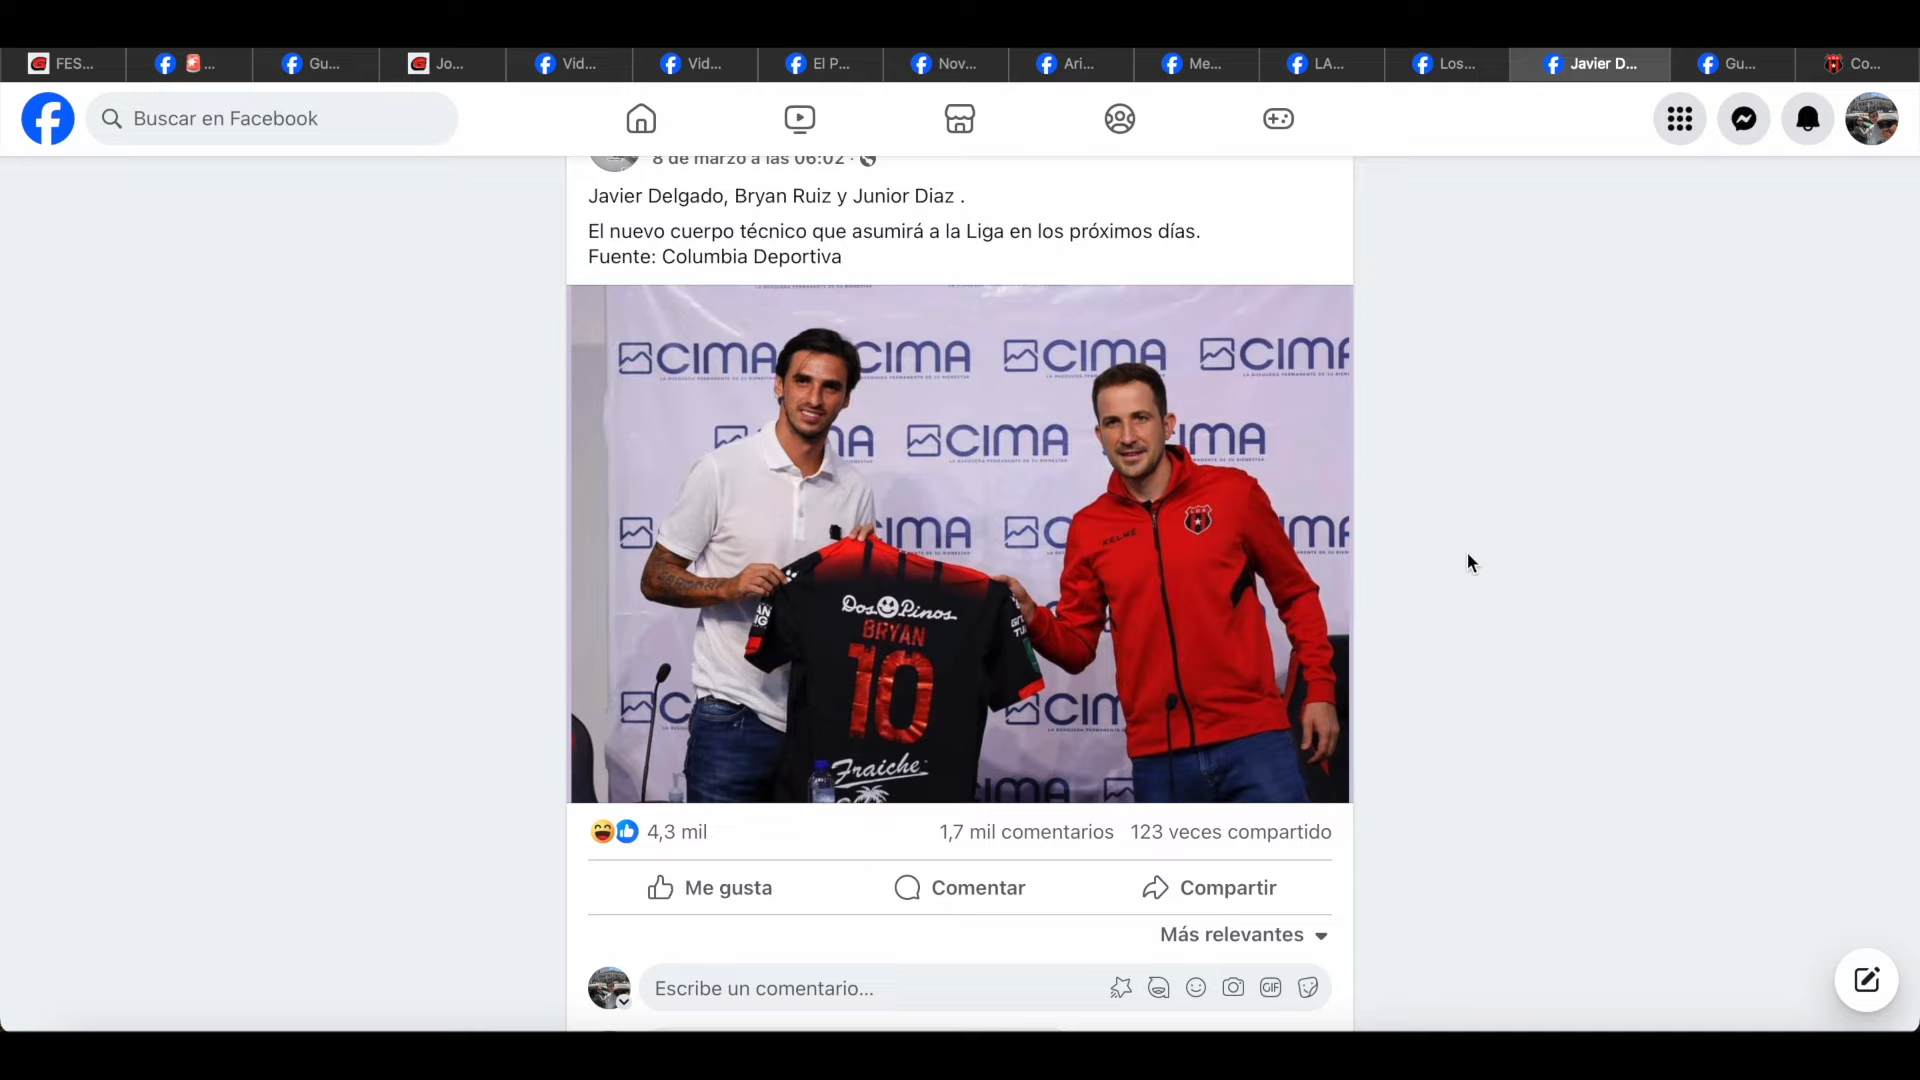 FES...
...
Gu...
Jo...
Vid...
Vid...
El P...
Nov...
Ari...
Me...
LA...
Los...
Javier D...
Gu...
Co...
Buscar en Facebook
8 de marzo a las 06:02 ·
Javier Delgado, Bryan Ruiz y Junior Diaz .
El nuevo cuerpo técnico que asumirá a la Liga en los próximos días.
Fuente: Columbia Deportiva
CIMA CIMA CIMA CIMA
CIMA
KELME
Dos Pinos
BRYAN
10
Fraiche
4,3 mil
1,7 mil comentarios 123 veces compartido
Me gusta
Comentar
Compartir
Más relevantes
Escribe un comentario...
GIF